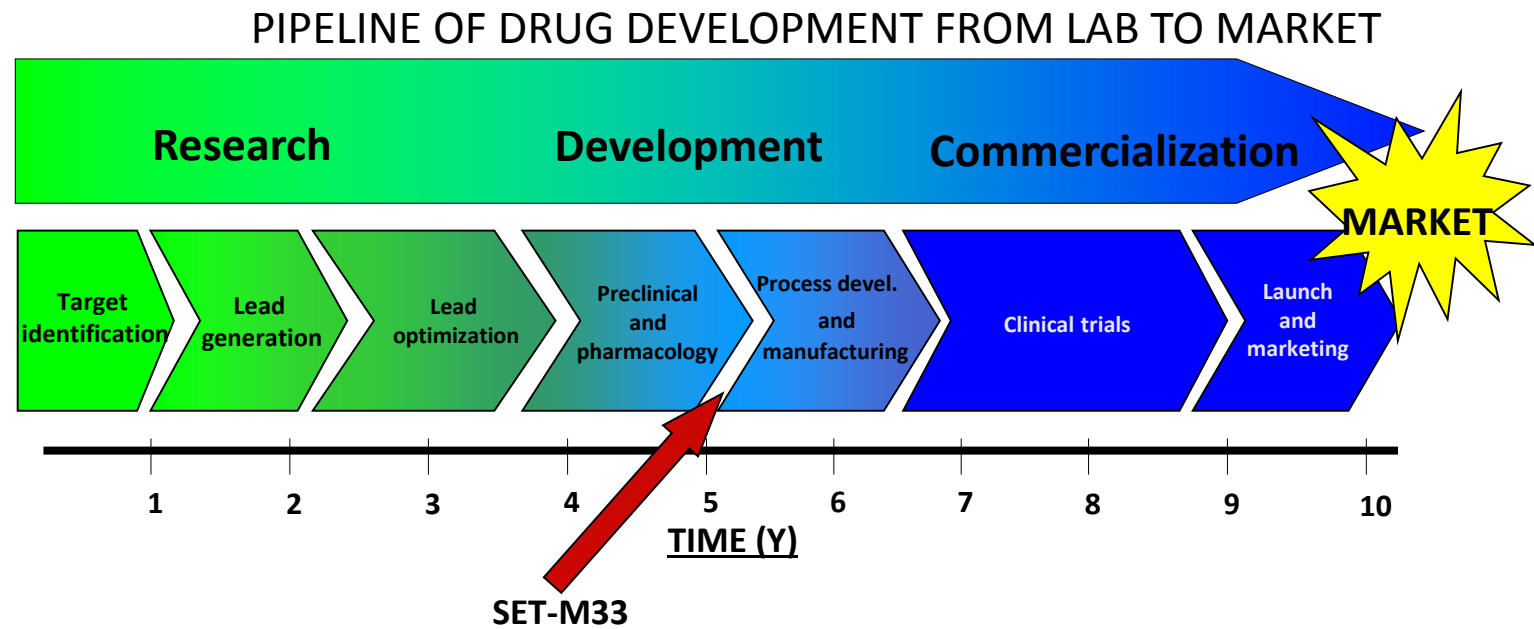 PIPELINE OF DRUG DEVELOPMENT FROM LAB TO MARKET
Research
Development
Commercialization
MARKET
Target
identification
Lead
generation
Lead
optimization
Preclinical
and
pharmacology
Process devel.
and
manufacturing
Clinical trials
Launch
and
marketing
1
2
3
4
5
6
7
8
9
10
TIME (Y)
SET-M33